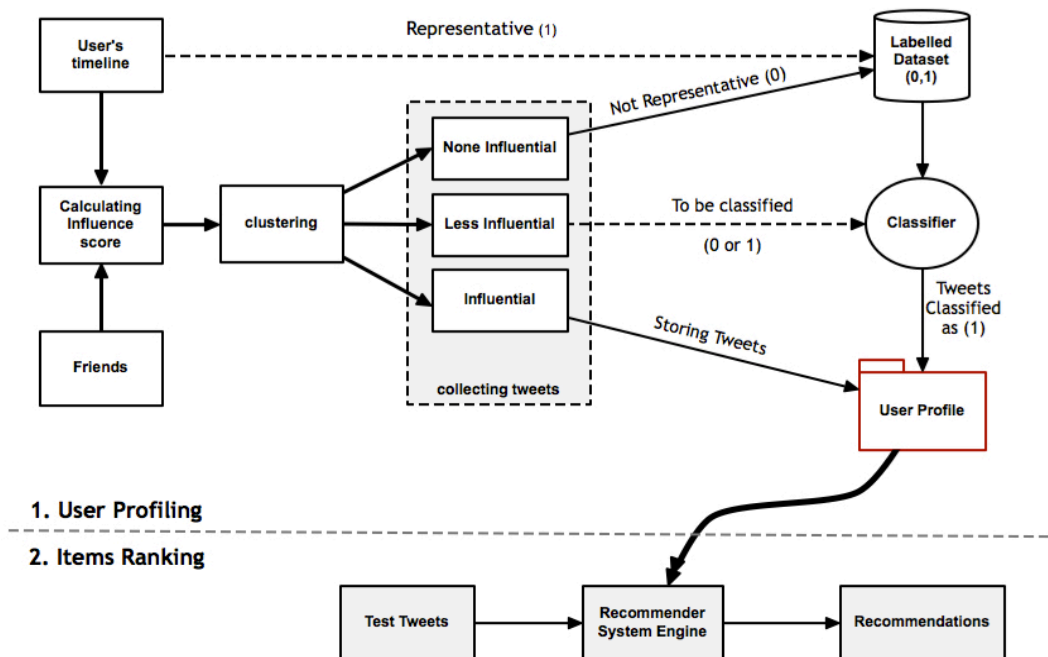 User's
timeline
Representative (1)
Labelled
Dataset
(0,1)
Not Representative (0)
None Influential
Calculating
Influence
score
clustering
Less Influential
To be classified
(0 or 1)
Classifier
Influential
Tweets
Classified
as (1)
Storing Tweets
Friends
collecting tweets
User Profile
1. User Profiling
2. Items Ranking
Test Tweets
Recommender
System Engine
Recommendations